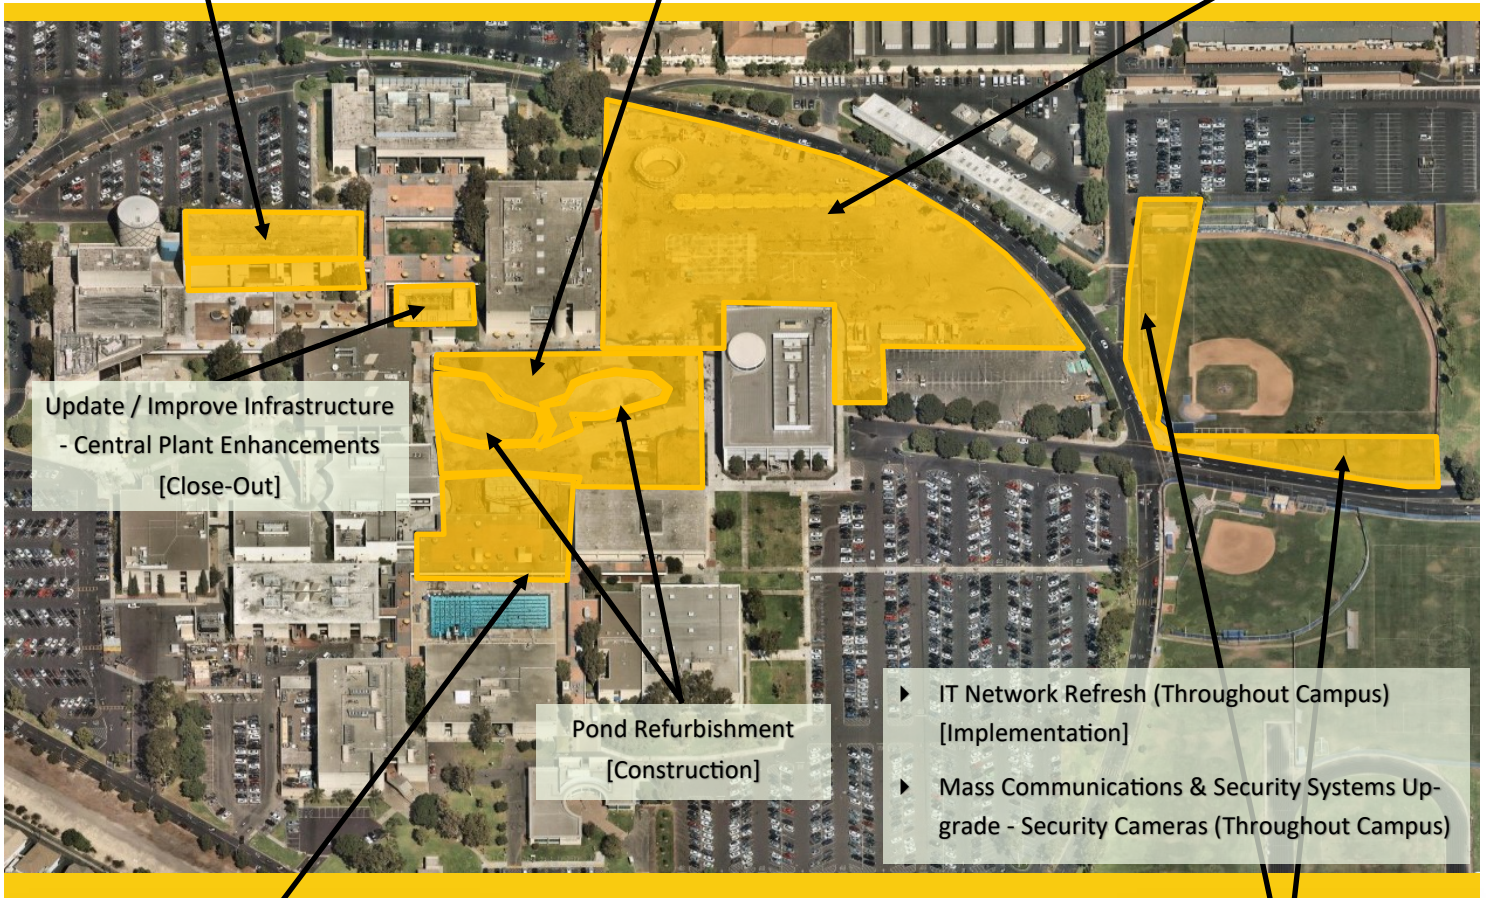 Update / Improve Infrastructure
- Central Plant Enhancements
[Close-Out]
Pond Refurbishment
[Construction]
IT Network Refresh (Throughout Campus)
[Implementation]
Mass Communications & Security Systems Up-
grade - Security Cameras (Throughout Campus)